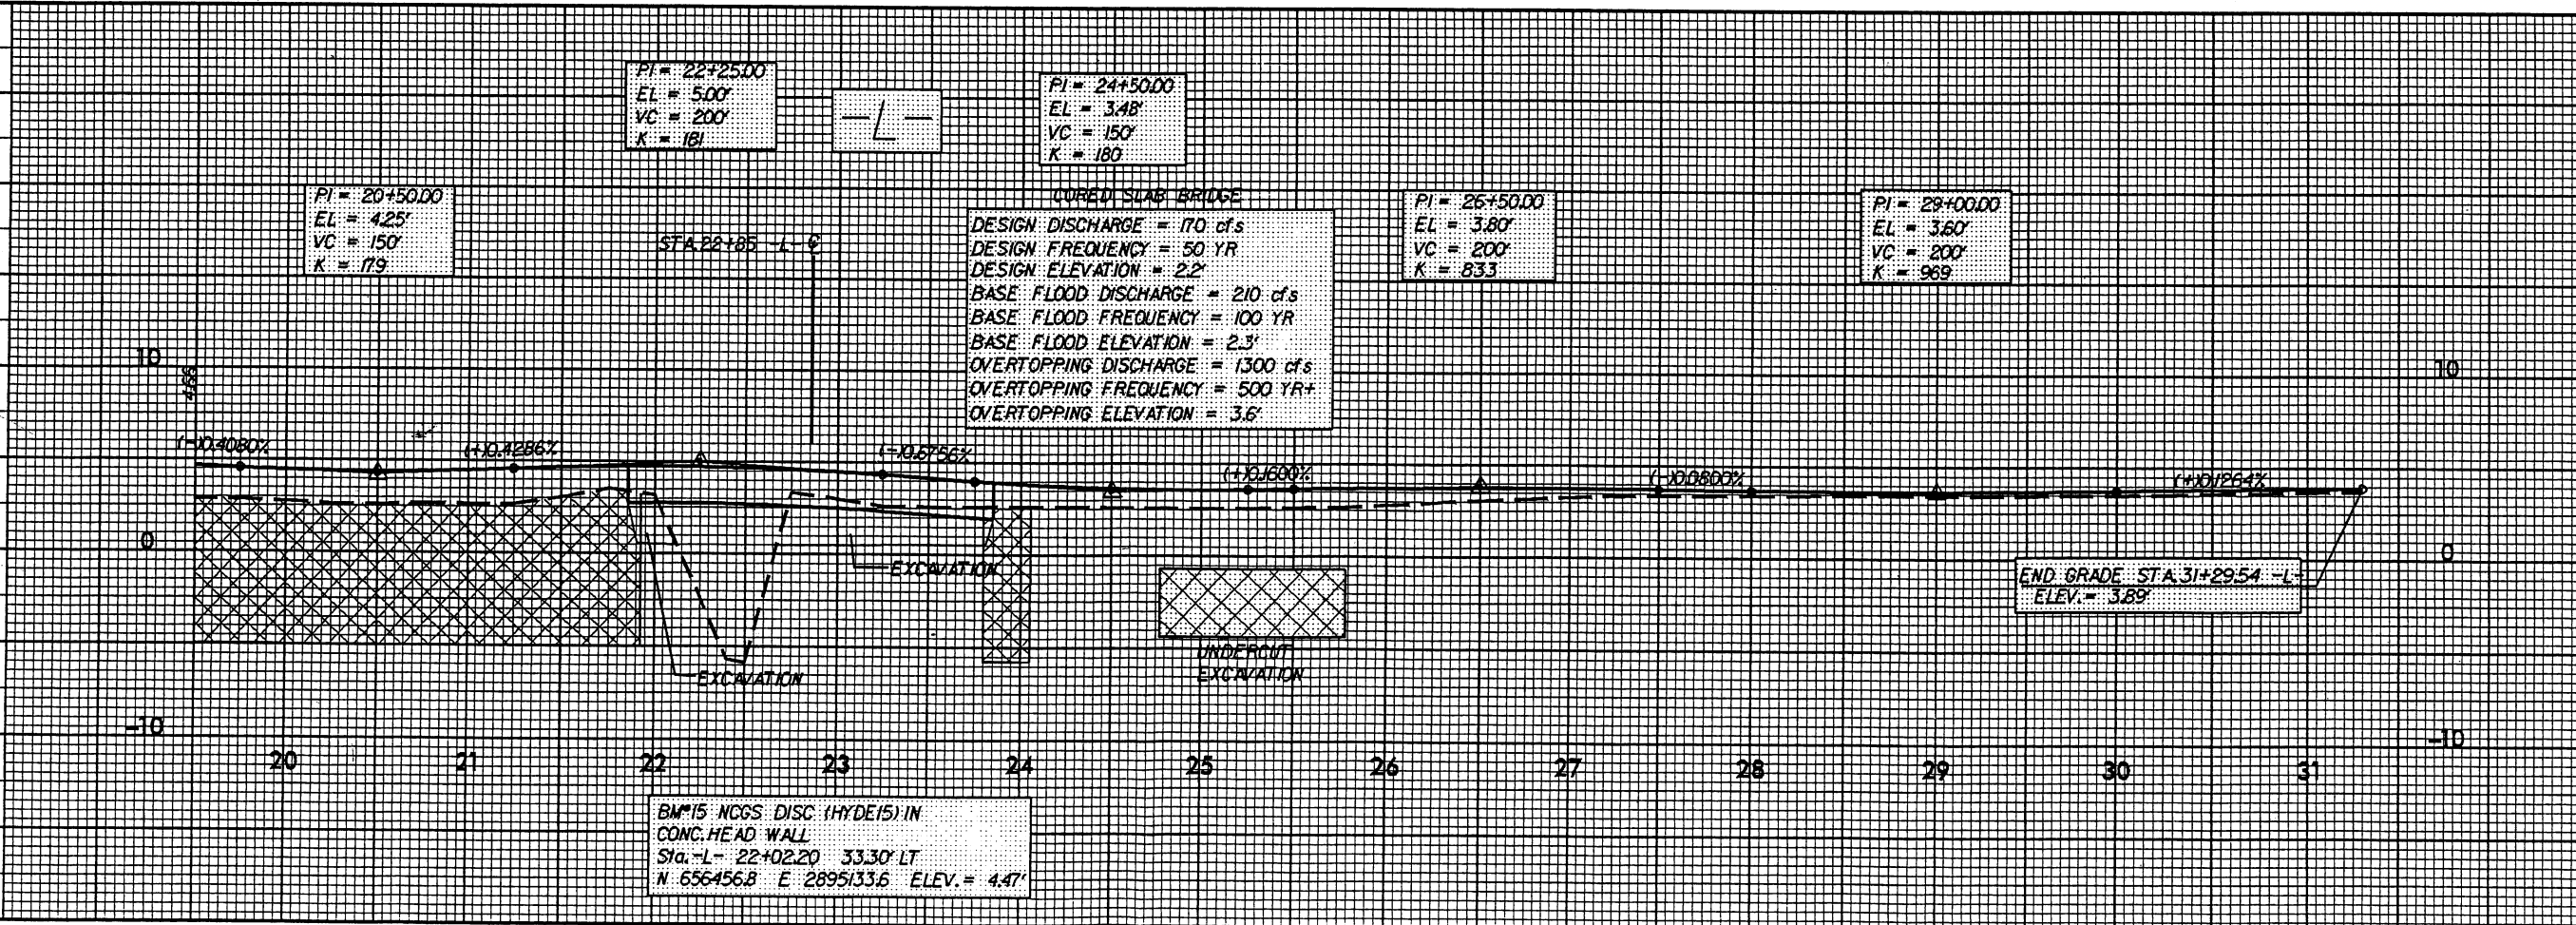 PI = 22+25.00
EL = 5.00'
VC = 200'
K = 181
-L-
PI = 24+50.00
EL = 3.48'
VC = 150'
K = 180
PI = 20+50.00
EL = 4.25'
VC = 150'
K = 179
STA.22+85 -L- ℄
CORED SLAB BRIDGE
DESIGN DISCHARGE = 170 cfs
DESIGN FREQUENCY = 50 YR
DESIGN ELEVATION = 2.2'
BASE FLOOD DISCHARGE = 210 cfs
BASE FLOOD FREQUENCY = 100 YR
BASE FLOOD ELEVATION = 2.3'
OVERTOPPING DISCHARGE = 1300 cfs
OVERTOPPING FREQUENCY = 500 YR+
OVERTOPPING ELEVATION = 3.6'
PI = 26+50.00
EL = 3.80'
VC = 200'
K = 833
PI = 29+00.00
EL = 3.60'
VC = 200'
K = 969
10
10
4.66
(-)0.4080%
(+)0.4286%
(-)0.6756%
(+)0.1600%
(-)0.0800%
(+)0.1264%
0
0
EXCAVATION
END GRADE STA.31+29.54 -L-
ELEV.= 3.89'
EXCAVATION
UNDERCUT
EXCAVATION
-10
-10
20 21 22 23 24 25 26 27 28 29 30 31
BM#15 NCGS DISC (HYDE15) IN
CONC. HEAD WALL
Sta.-L- 22+02.20 33.30' LT
N 656456.8 E 2895133.6 ELEV.= 4.47'